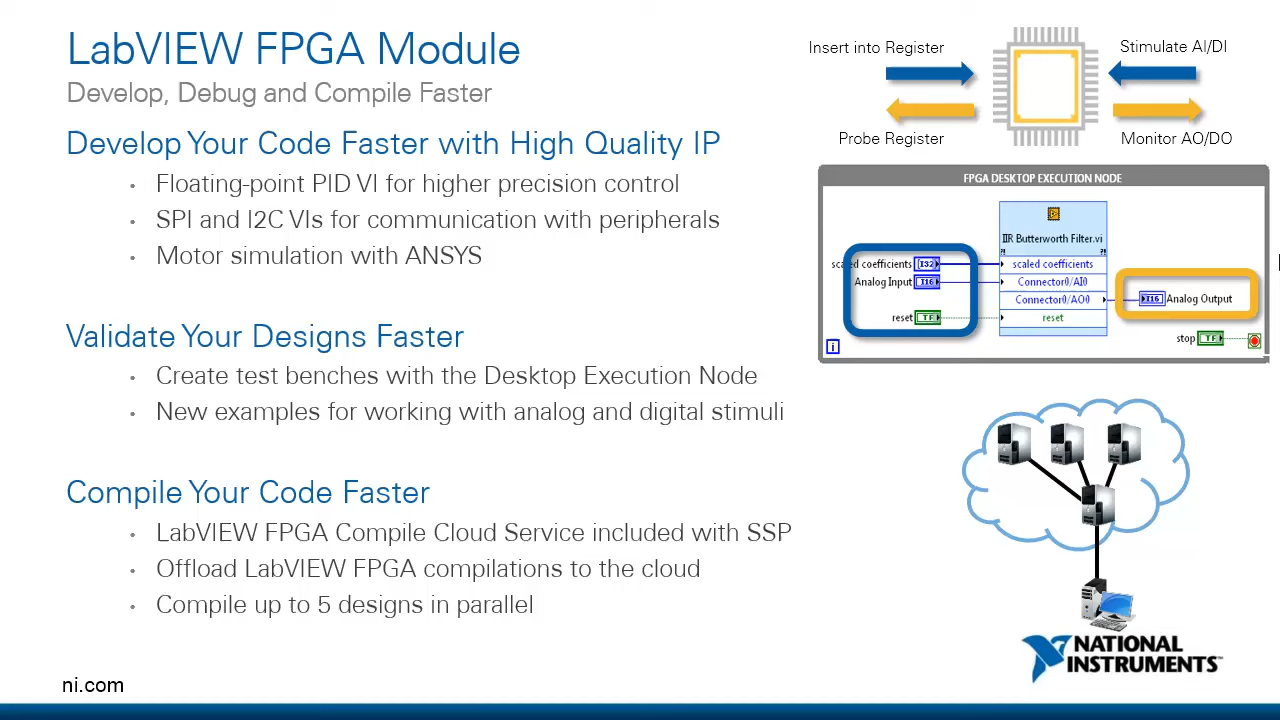 LabVIEW FPGA Module
Develop, Debug and Compile Faster
Develop Your Code Faster with High Quality IP
• Floating-point PID VI for higher precision control
• SPI and I2C VIs for communication with peripherals
• Motor simulation with ANSYS
Validate Your Designs Faster
• Create test benches with the Desktop Execution Node
• New examples for working with analog and digital stimuli
Compile Your Code Faster
• LabVIEW FPGA Compile Cloud Service included with SSP
• Offload LabVIEW FPGA compilations to the cloud
• Compile up to 5 designs in parallel
Insert into Register
Stimulate AI/DI
Probe Register
Monitor AO/DO
FPGA DESKTOP EXECUTION NODE
IIR Butterworth Filter.vi
?! ?!
scaled coefficients I32 scaled coefficients
Analog Input I16 Connector0/AI0
Connector0/AO0 I16 Analog Output
reset TF reset
stop TF
i
NATIONAL
INSTRUMENTS™
ni.com